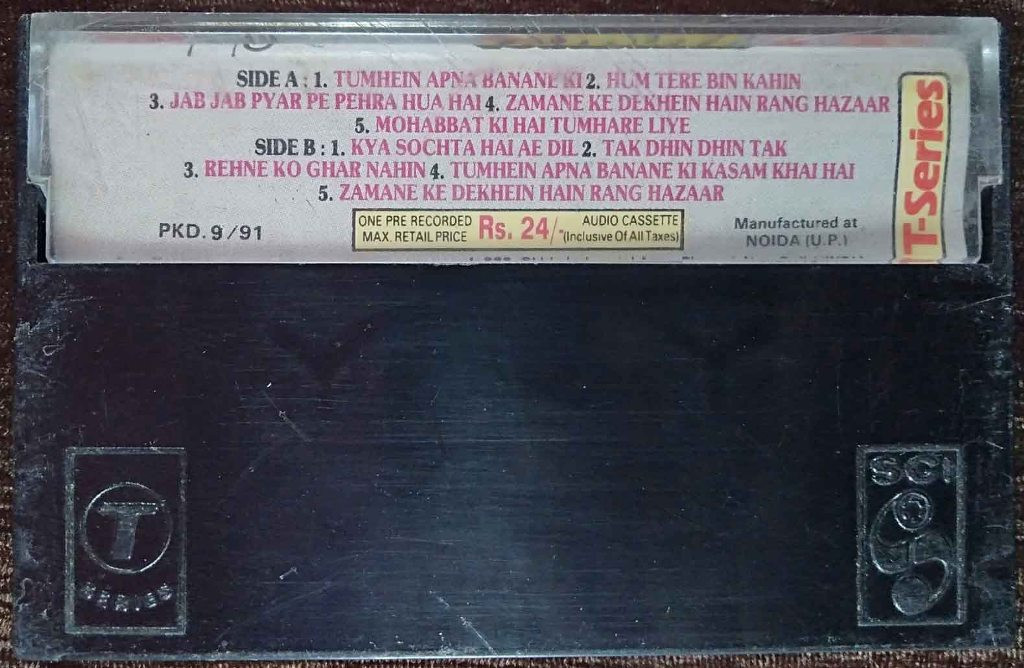 SIDE A : 1. TUMHEIN APNA BANANE KI 2. HUM TERE BIN KAHIN
3. JAB JAB PYAR PE PEHRA HUA HAI 4. ZAMANE KE DEKHEIN HAIN RANG HAZAAR
5. MOHABBAT KI HAI TUMHARE LIYE
SIDE B : 1. KYA SOCHTA HAI AE DIL 2. TAK DHIN DHIN TAK
3. REHNE KO GHAR NAHIN 4. TUMHEIN APNA BANANE KI KASAM KHAI HAI
5. ZAMANE KE DEKHEIN HAIN RANG HAZAAR
PKD. 9/91
ONE PRE RECORDED
MAX. RETAIL PRICE
Rs. 24/-
AUDIO CASSETTE
(Inclusive Of All Taxes)
Manufactured at
NOIDA (U.P.)
T-Series
T
SERIES
SCI